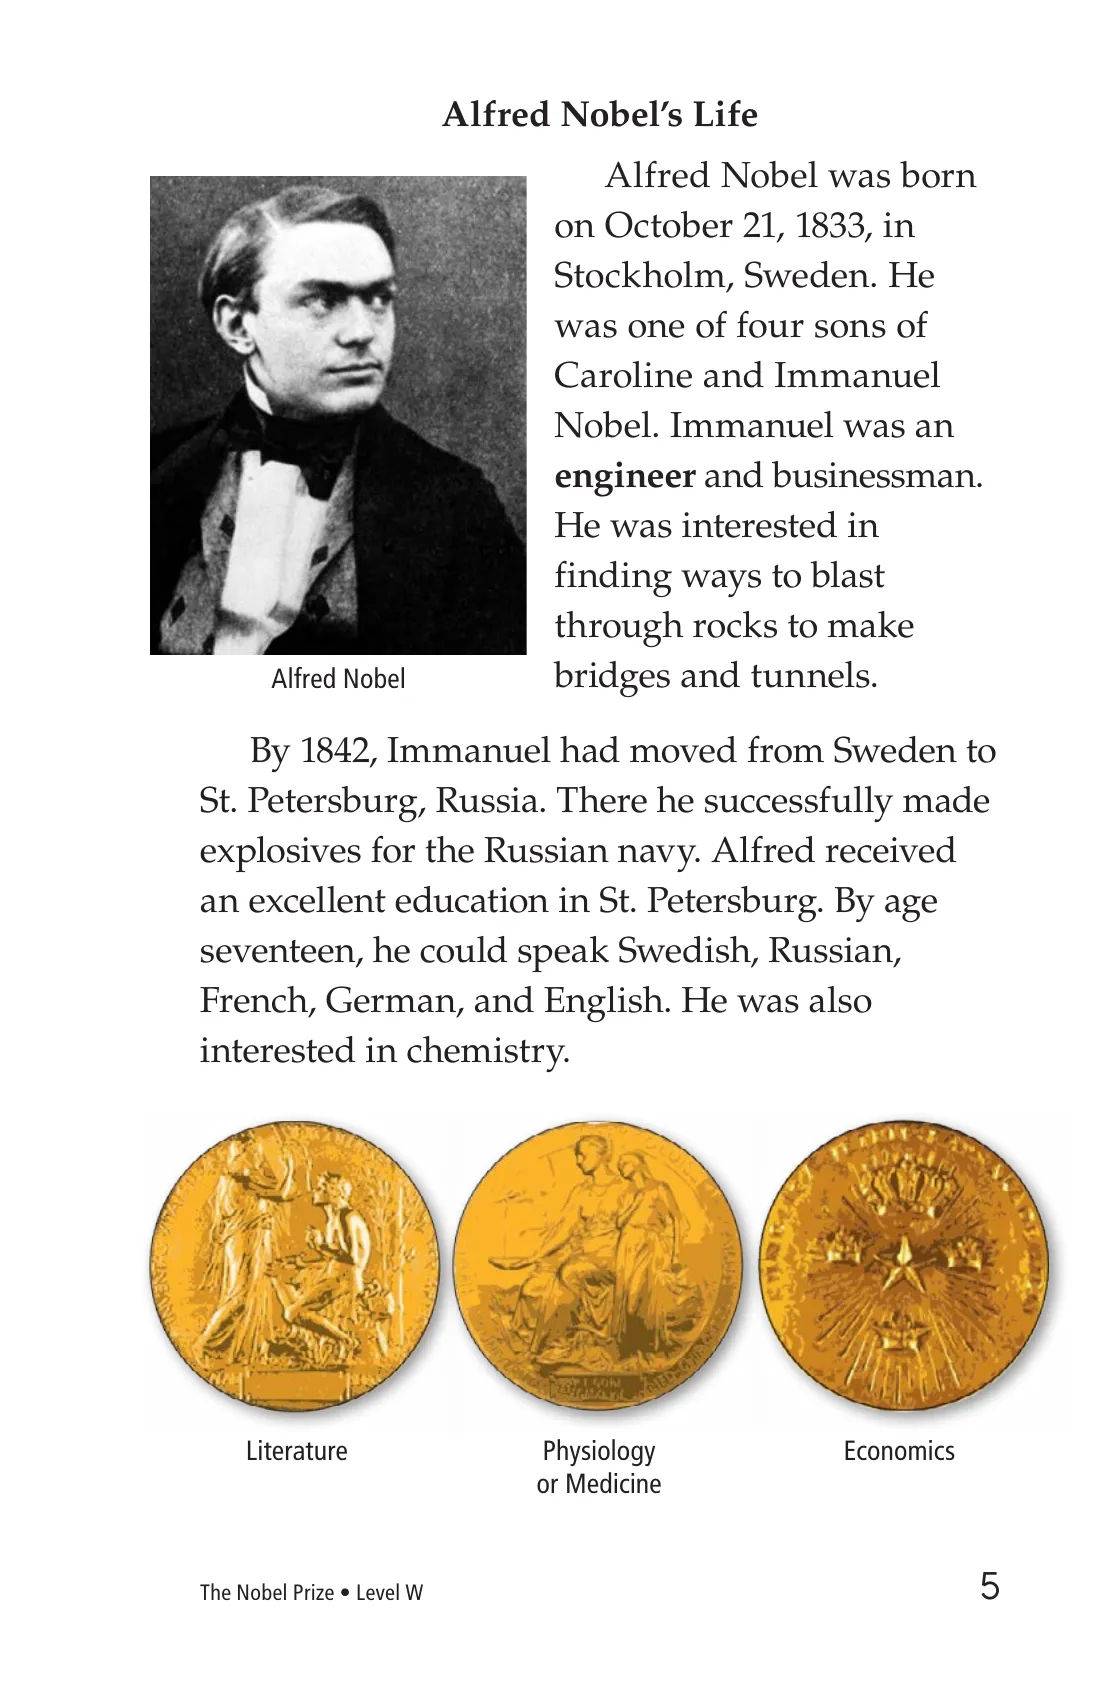 Alfred Nobel’s Life
Alfred Nobel was born
on October 21, 1833, in
Stockholm, Sweden. He
was one of four sons of
Caroline and Immanuel
Nobel. Immanuel was an
engineer and businessman.
He was interested in
finding ways to blast
through rocks to make
bridges and tunnels.
Alfred Nobel
By 1842, Immanuel had moved from Sweden to
St. Petersburg, Russia. There he successfully made
explosives for the Russian navy. Alfred received
an excellent education in St. Petersburg. By age
seventeen, he could speak Swedish, Russian,
French, German, and English. He was also
interested in chemistry.
Literature
Physiology
or Medicine
Economics
The Nobel Prize • Level W
5